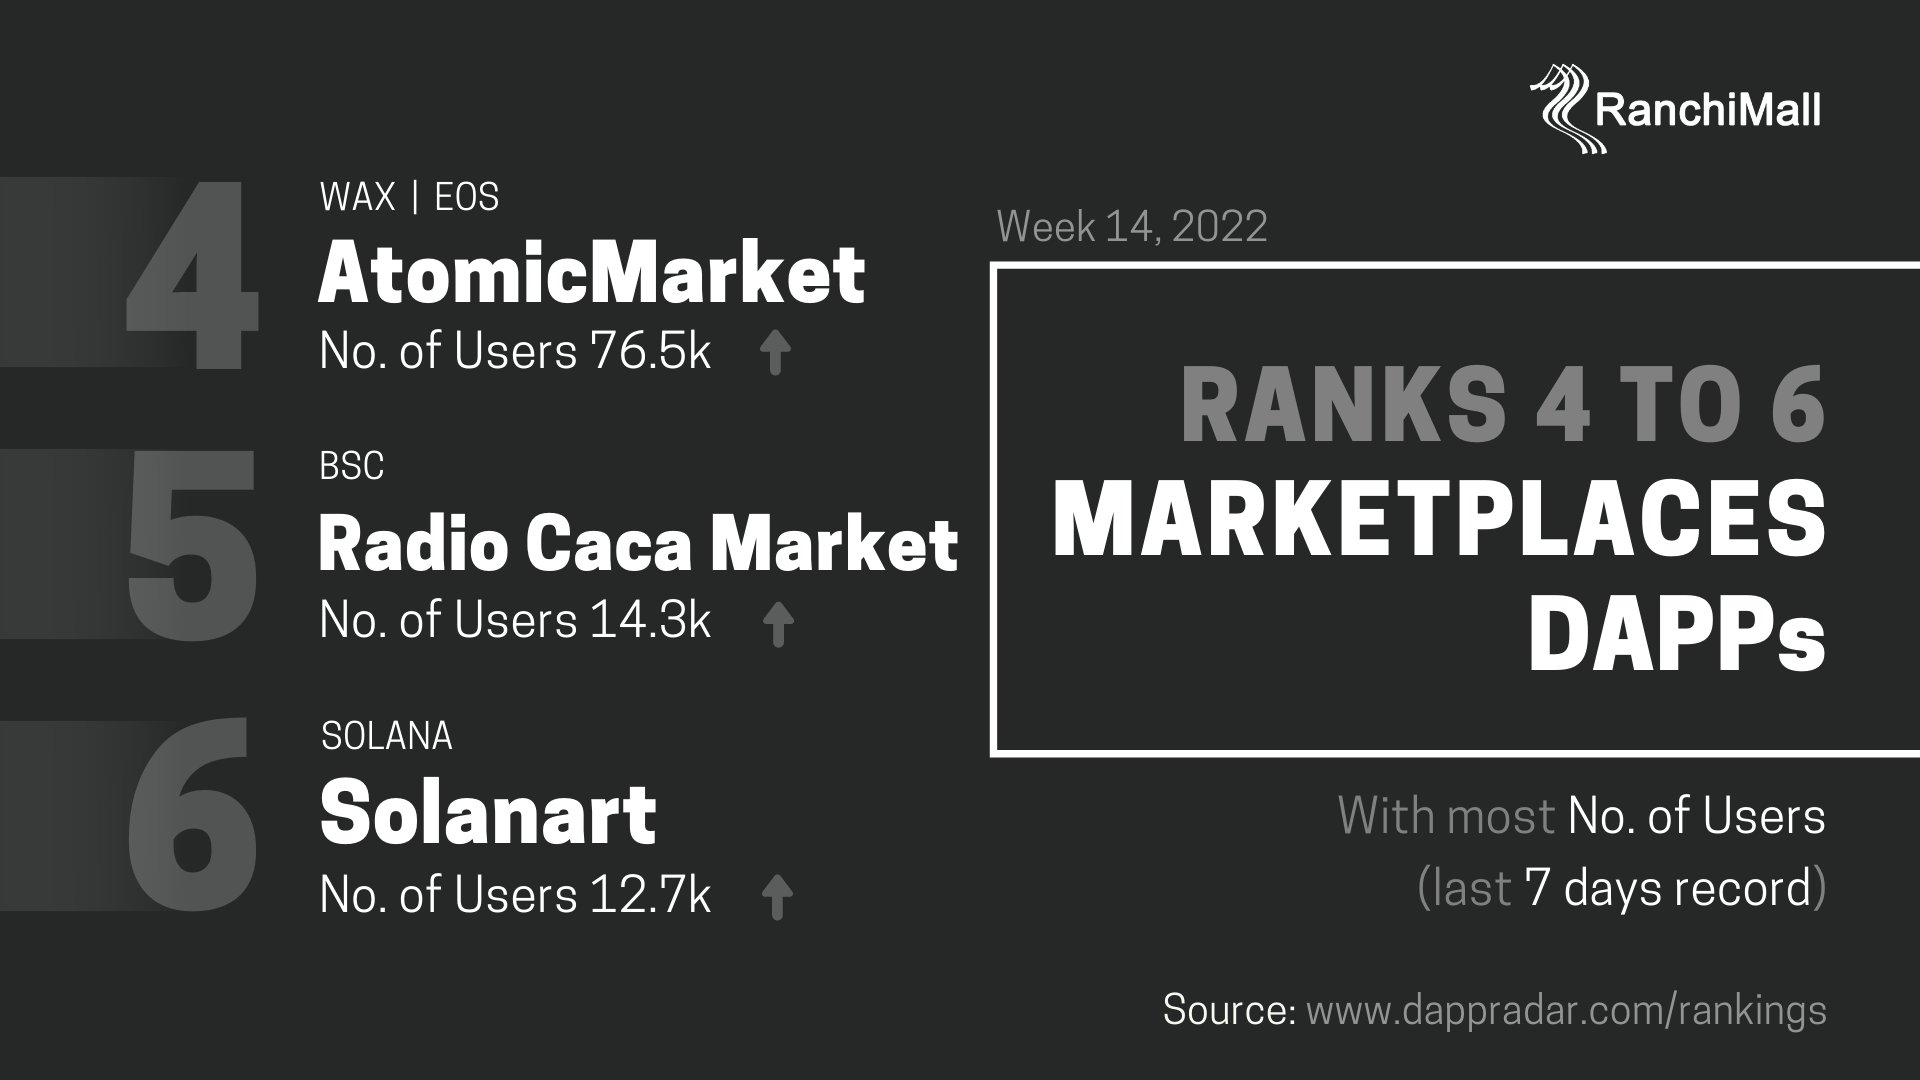 RanchiMall
4
WAX | EOS
AtomicMarket
No. of Users 76.5k
5
BSC
Radio Caca Market
No. of Users 14.3k
6
SOLANA
Solanart
No. of Users 12.7k
Week 14, 2022
RANKS 4 TO 6
MARKETPLACES
DAPPs
With most No. of Users
(last 7 days record)
Source: www.dappradar.com/rankings